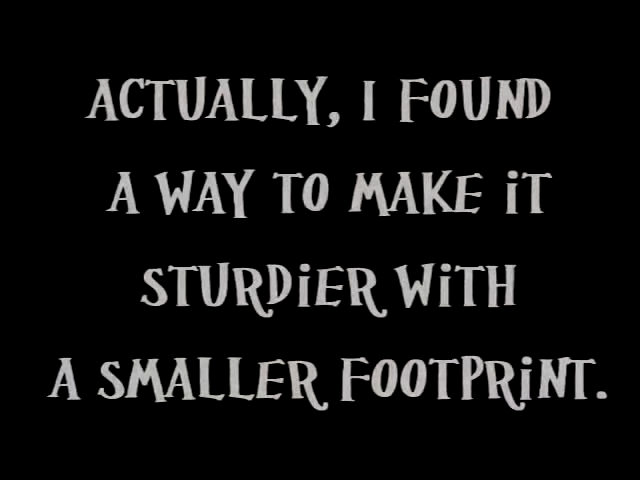 ACTUALLY, I FOUND
A WAY TO MAKE iT
STURDiER WiTH
A SMALLER FOOTPRiNT.